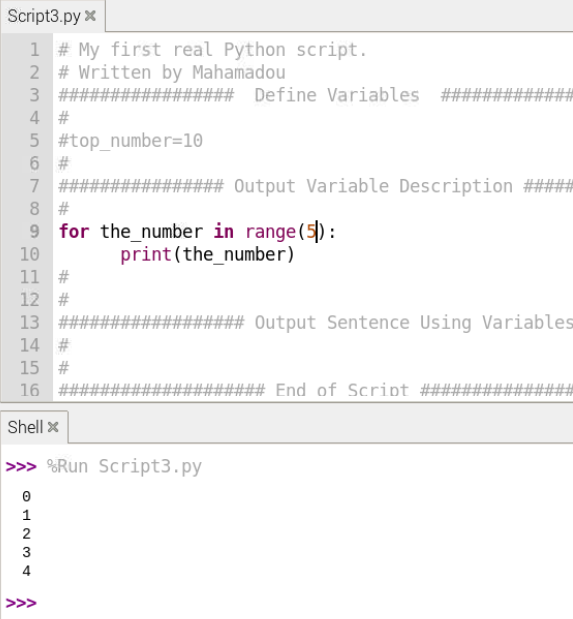 Script3.py ✕
1 # My first real Python script.
2 # Written by Mahamadou
3 ################# Define Variables #############
4 #
5 #top_number=10
6 #
7 ################ Output Variable Description #####
8 #
9 for the_number in range(5):
10 print(the_number)
11 #
12 #
13 ################## Output Sentence Using Variables
14 #
15 #
16 #################### End of Script ###############
Shell ✕
>>> %Run Script3.py
0
1
2
3
4
>>>